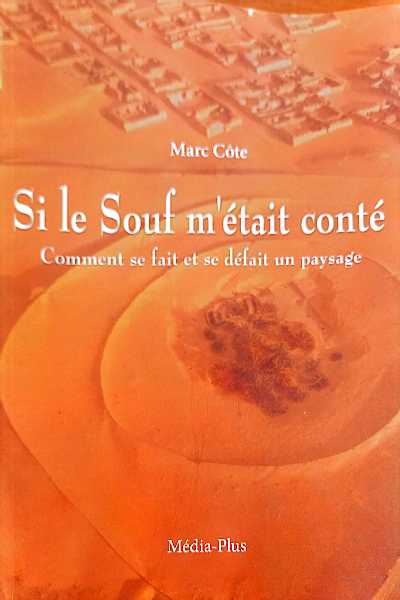 Marc Côte
Si le Souf m'était conté
Comment se fait et se défait un paysage
Média-Plus